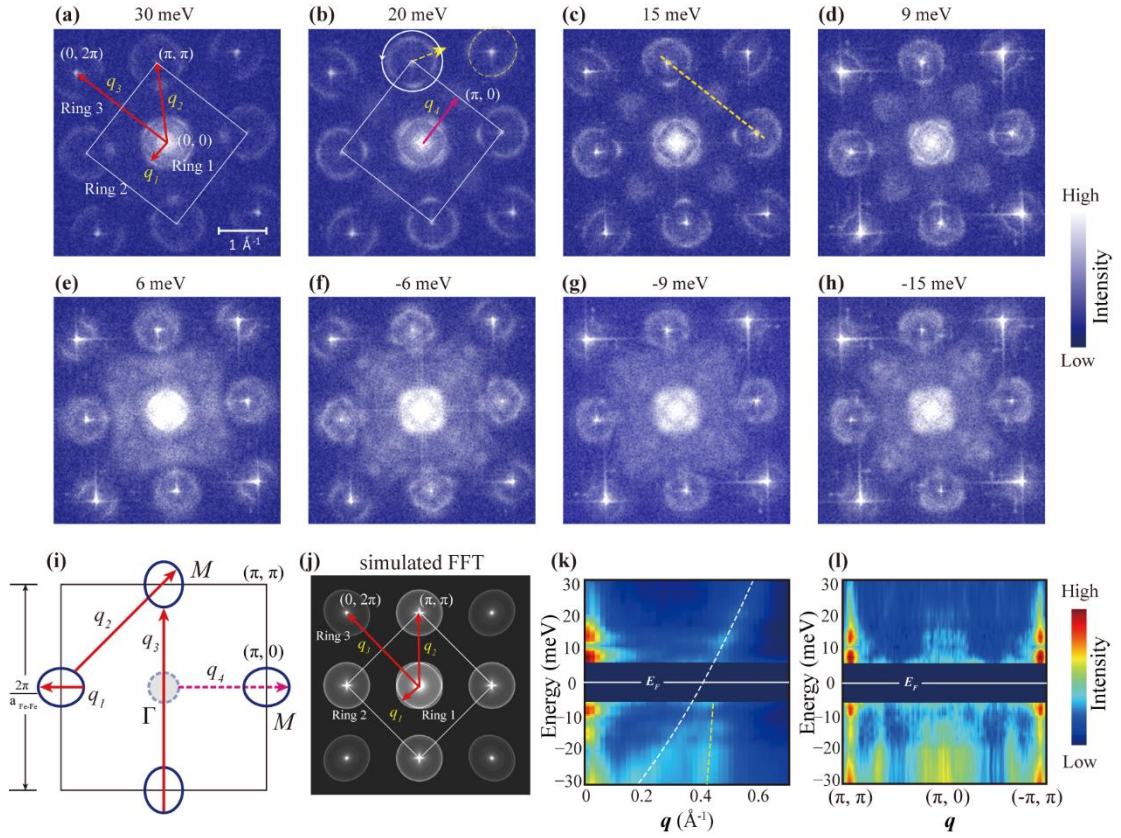 (a) 30 meV
(0, 2π)
(π, π)
q3
q2
Ring 3
(0, 0)
Ring 1
Ring 2
q1
1 Å-1
(b) 20 meV
q4
(π, 0)
(c) 15 meV
(d) 9 meV
High
Intensity
Low
(e) 6 meV
(f) -6 meV
(g) -9 meV
(h) -15 meV
(i)
M
(π, π)
q2
q3
(π, 0)
2π
a Fe-Fe
q1
q4
Γ
M
(j) simulated FFT
(0, 2π)
(π, π)
Ring 3
q3
q2
q1
Ring 2
Ring 1
(k)
Energy (meV)
30
20
10
0
−10
−20
−30
EF
0
0.2
0.4
0.6
q (Å-1)
(l)
Energy (meV)
30
20
10
0
−10
−20
−30
EF
(π, π)
(π, 0)
(-π, π)
q
High
Intensity
Low